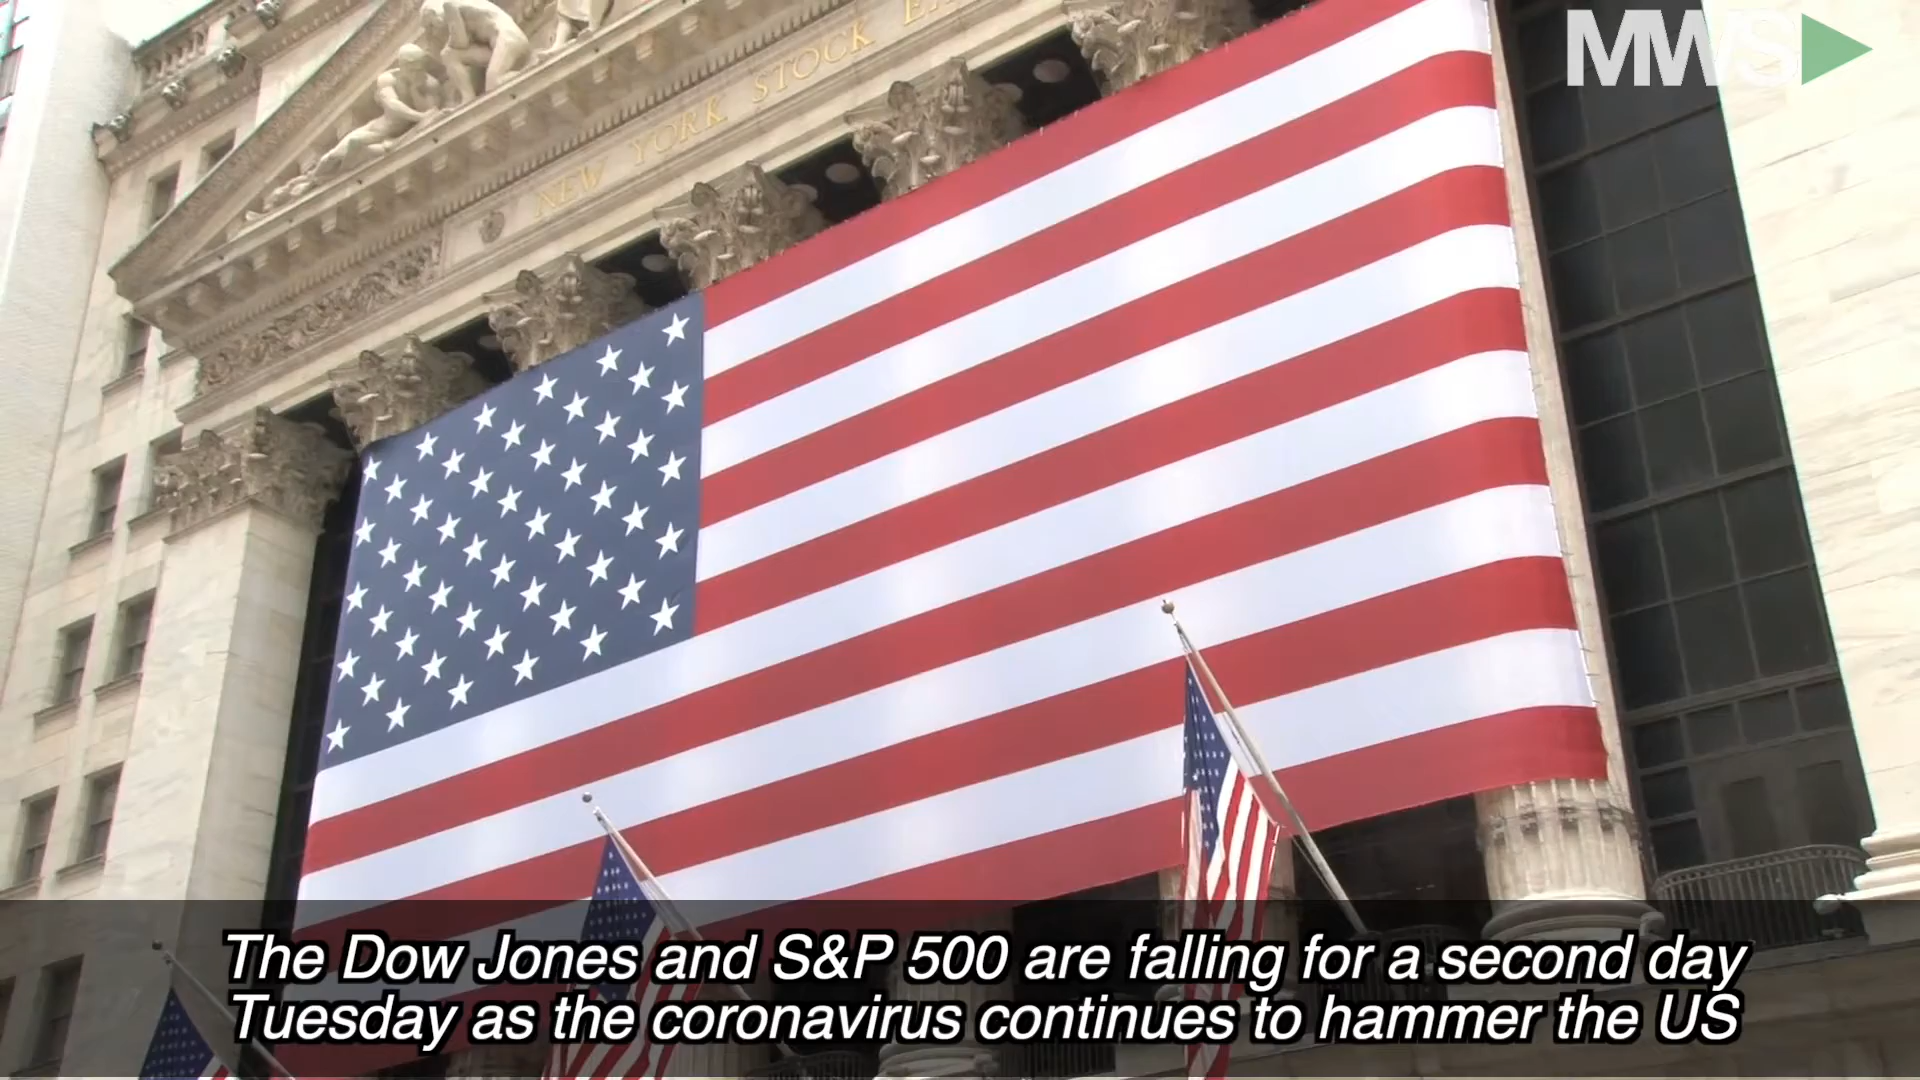 MWS
NEW YORK STOCK
The Dow Jones and S&P 500 are falling for a second day
Tuesday as the coronavirus continues to hammer the US